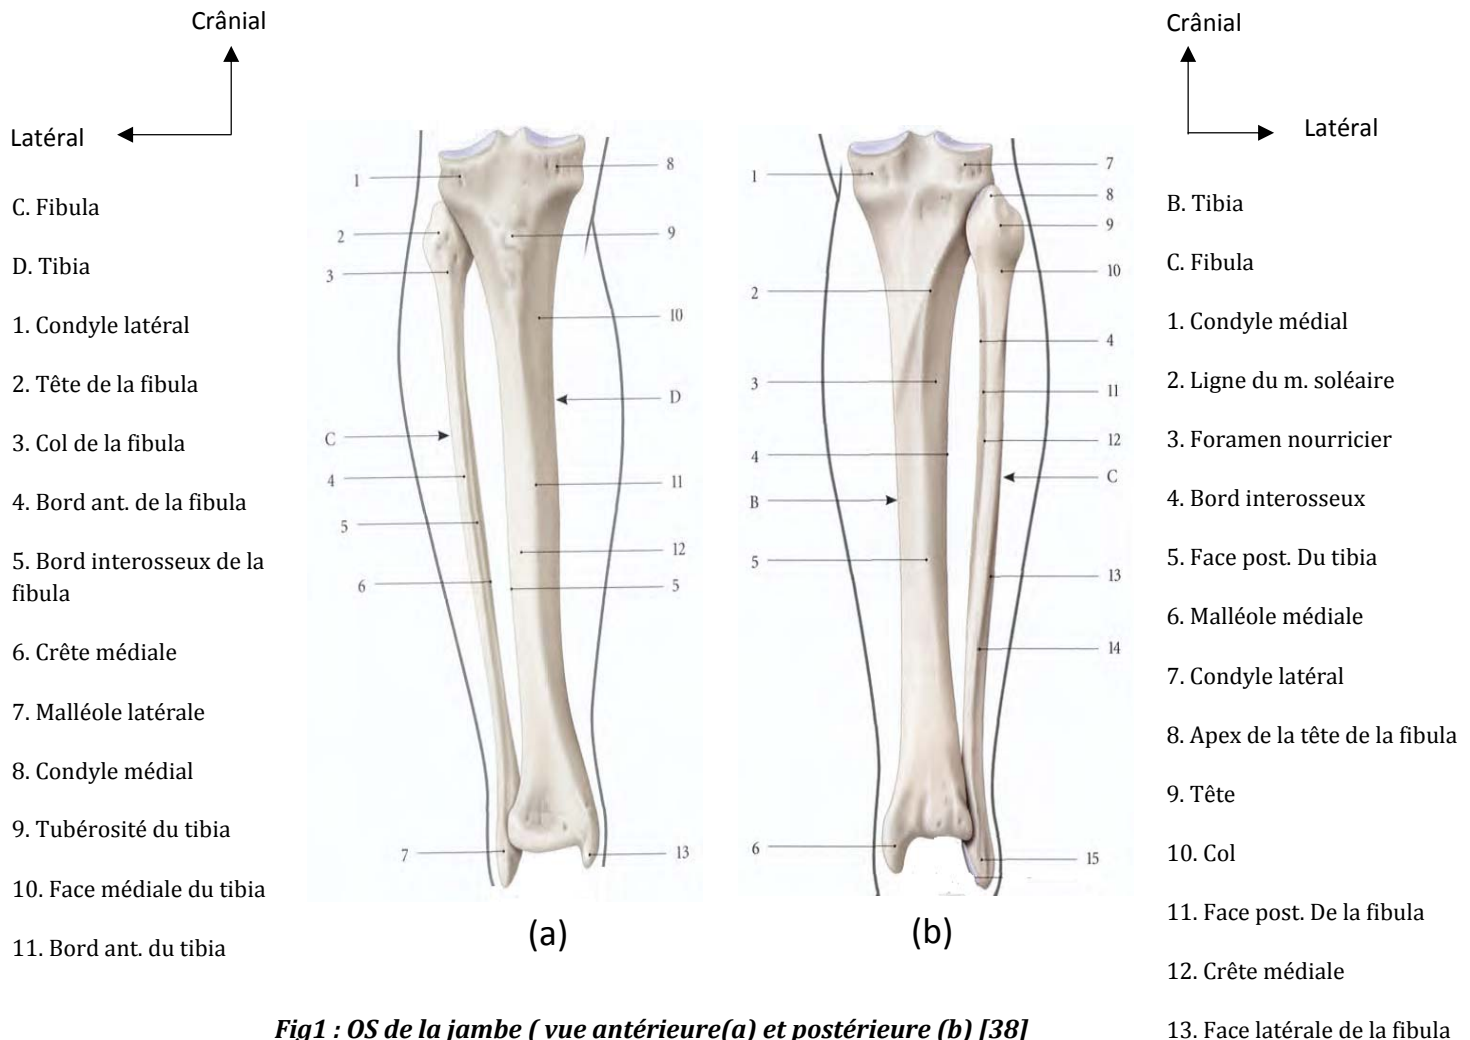 Crânial
Latéral
C. Fibula
D. Tibia
1. Condyle latéral
2. Tête de la fibula
3. Col de la fibula
4. Bord ant. de la fibula
5. Bord interosseux de la
fibula
6. Crête médiale
7. Malléole latérale
8. Condyle médial
9. Tubérosité du tibia
10. Face médiale du tibia
11. Bord ant. du tibia
1
2
3
C
4
5
6
7
8
9
10
D
11
12
5
13
(a)
1
2
3
4
B
5
6
7
8
9
10
4
11
12
C
13
14
15
(b)
Crânial
Latéral
B. Tibia
C. Fibula
1. Condyle médial
2. Ligne du m. soléaire
3. Foramen nourricier
4. Bord interosseux
5. Face post. Du tibia
6. Malléole médiale
7. Condyle latéral
8. Apex de la tête de la fibula
9. Tête
10. Col
11. Face post. De la fibula
12. Crête médiale
13. Face latérale de la fibula
Fig1 : OS de la jambe ( vue antérieure(a) et postérieure (b) [38]